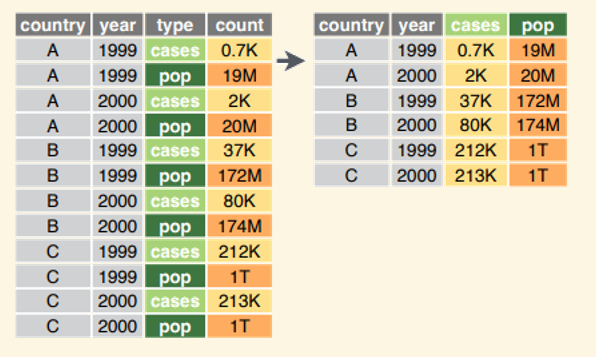 country year type count
A 1999 cases 0.7K
A 1999 pop 19M
A 2000 cases 2K
A 2000 pop 20M
B 1999 cases 37K
B 1999 pop 172M
B 2000 cases 80K
B 2000 pop 174M
C 1999 cases 212K
C 1999 pop 1T
C 2000 cases 213K
C 2000 pop 1T
country year cases pop
A 1999 0.7K 19M
A 2000 2K 20M
B 1999 37K 172M
B 2000 80K 174M
C 1999 212K 1T
C 2000 213K 1T